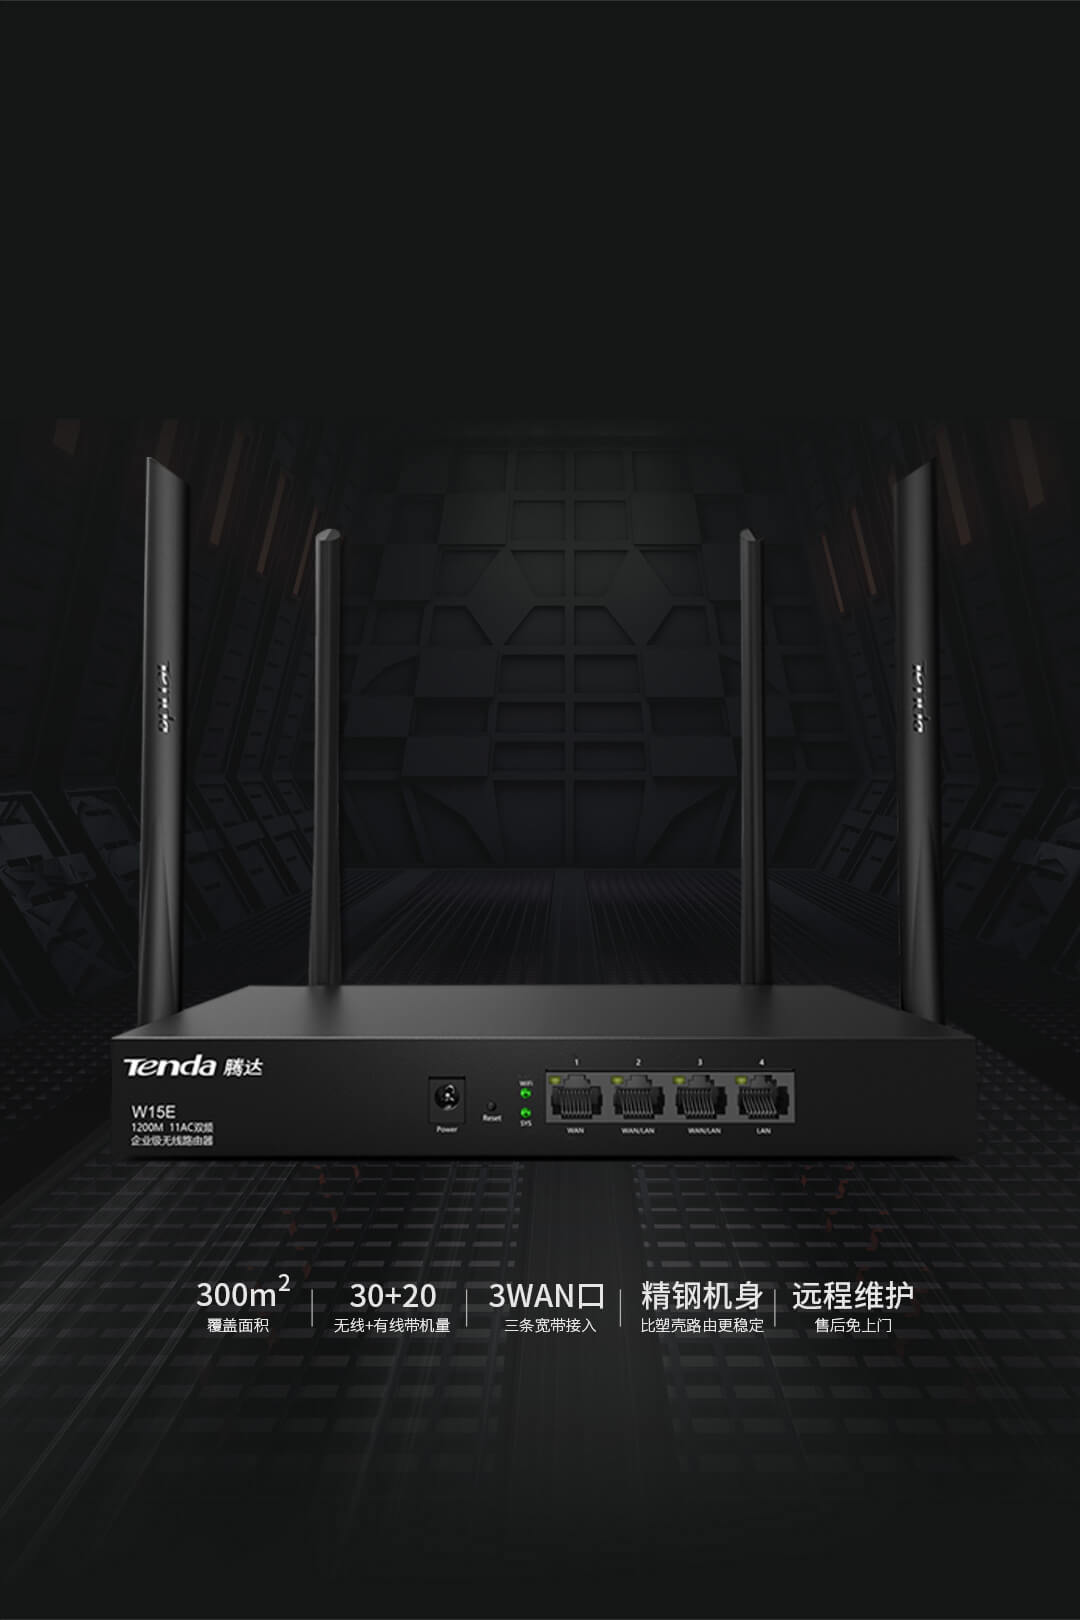 Tenda
Tenda
Tenda 腾达
W15E
1200M 11AC双频
企业级无线路由器
Power
Reset
WiFi
SYS
1 2 3 4
WAN WAN/LAN WAN/LAN LAN
300m² 30+20 3WAN口 精钢机身 远程维护
覆盖面积 无线+有线带机量 三条宽带接入 比塑壳路由更稳定 售后免上门